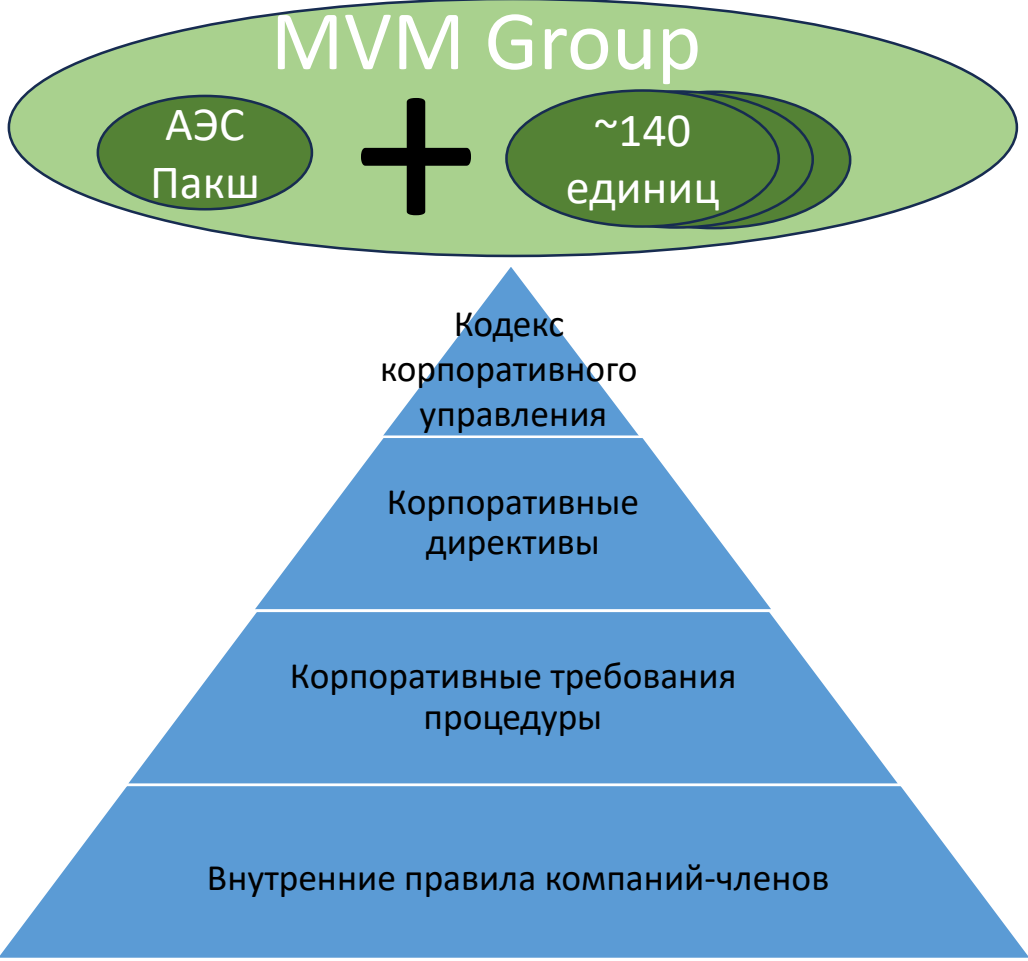 MVM Group
АЭС
Пакш
~140
единиц
Кодекс
корпоративного
управления
Корпоративные
директивы
Корпоративные требования
процедуры
Внутренние правила компаний-членов